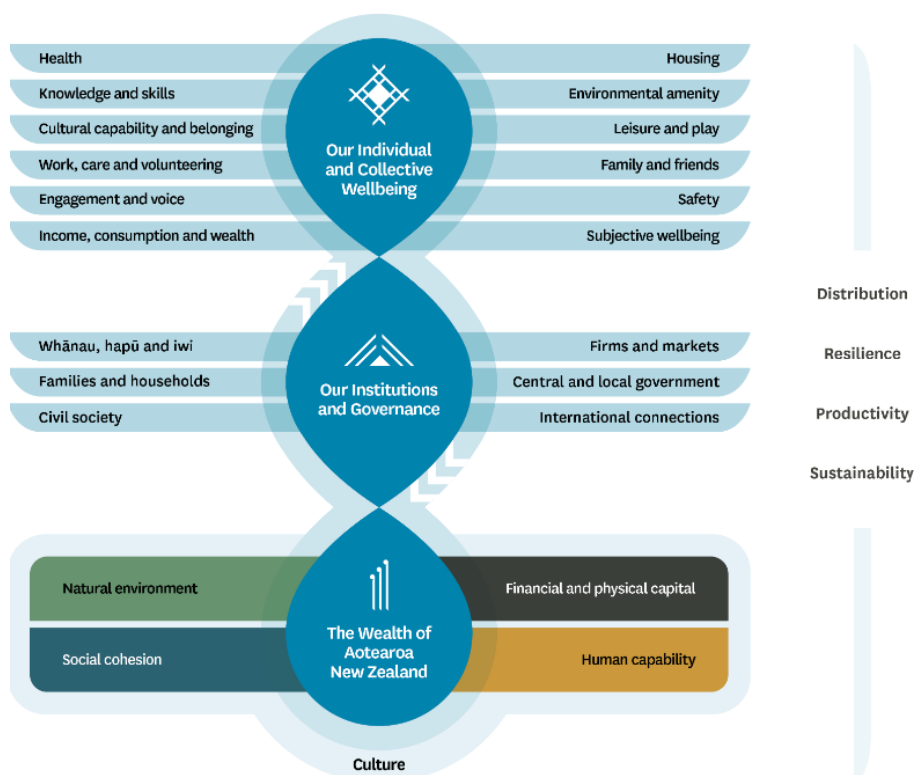 Health
Housing
Knowledge and skills
Environmental amenity
Cultural capability and belonging
Leisure and play
Work, care and volunteering
Family and friends
Engagement and voice
Safety
Income, consumption and wealth
Subjective wellbeing
Our Individual
and Collective
Wellbeing
Whānau, hapū and iwi
Firms and markets
Families and households
Central and local government
Civil society
International connections
Our Institutions
and Governance
Natural environment
Financial and physical capital
Social cohesion
Human capability
The Wealth of
Aotearoa
New Zealand
Culture
Distribution
Resilience
Productivity
Sustainability